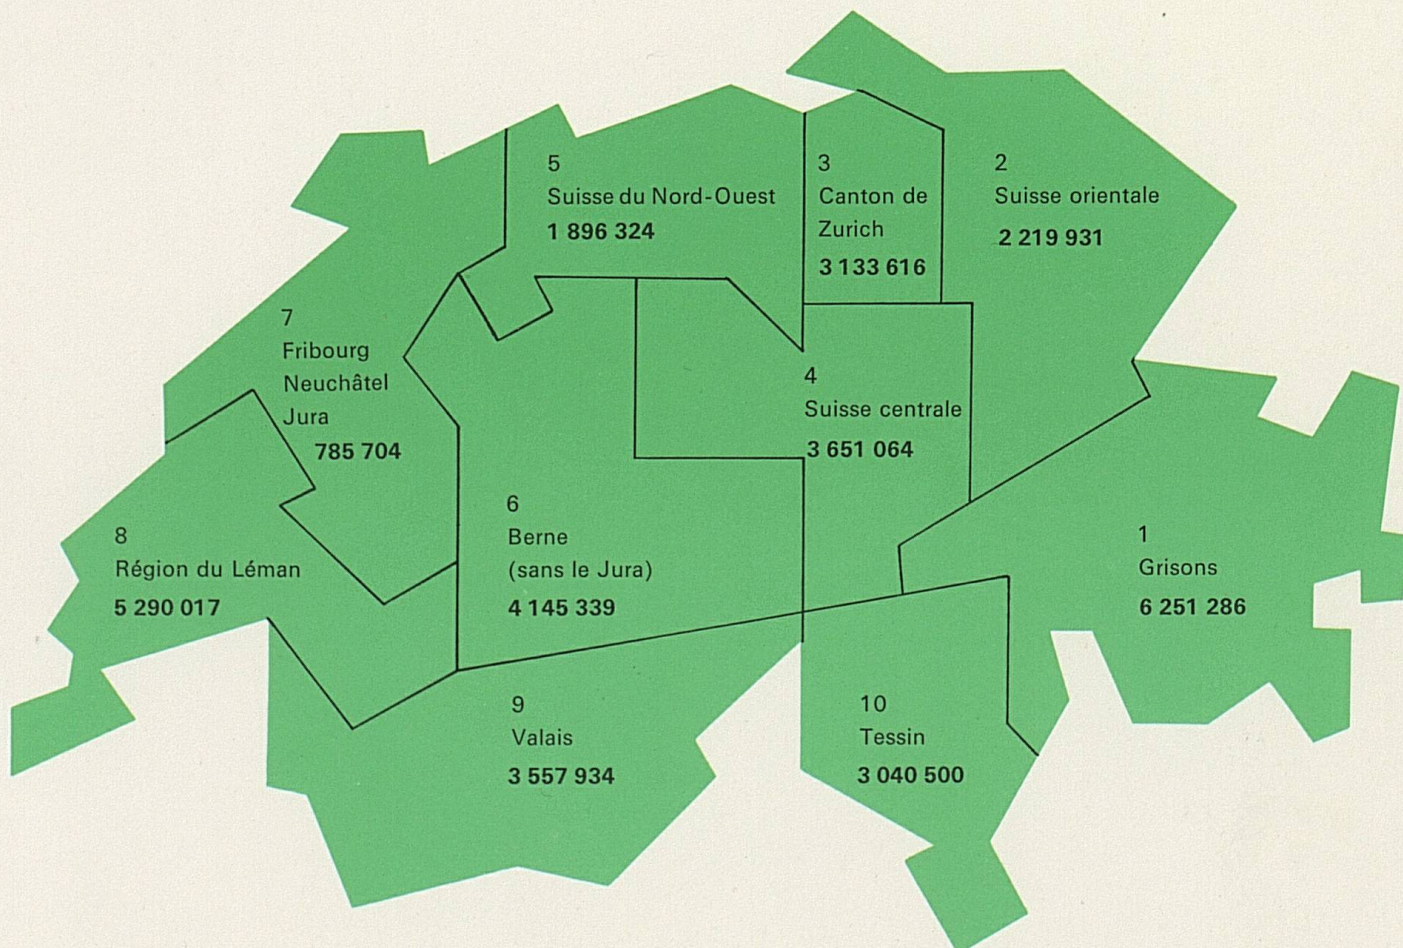 5
Suisse du Nord-Ouest
1 896 324
3
Canton de
Zurich
3 133 616
2
Suisse orientale
2 219 931
7
Fribourg
Neuchâtel
Jura
785 704
4
Suisse centrale
3 651 064
8
Région du Léman
5 290 017
6
Berne
(sans le Jura)
4 145 339
1
Grisons
6 251 286
9
Valais
3 557 934
10
Tessin
3 040 500